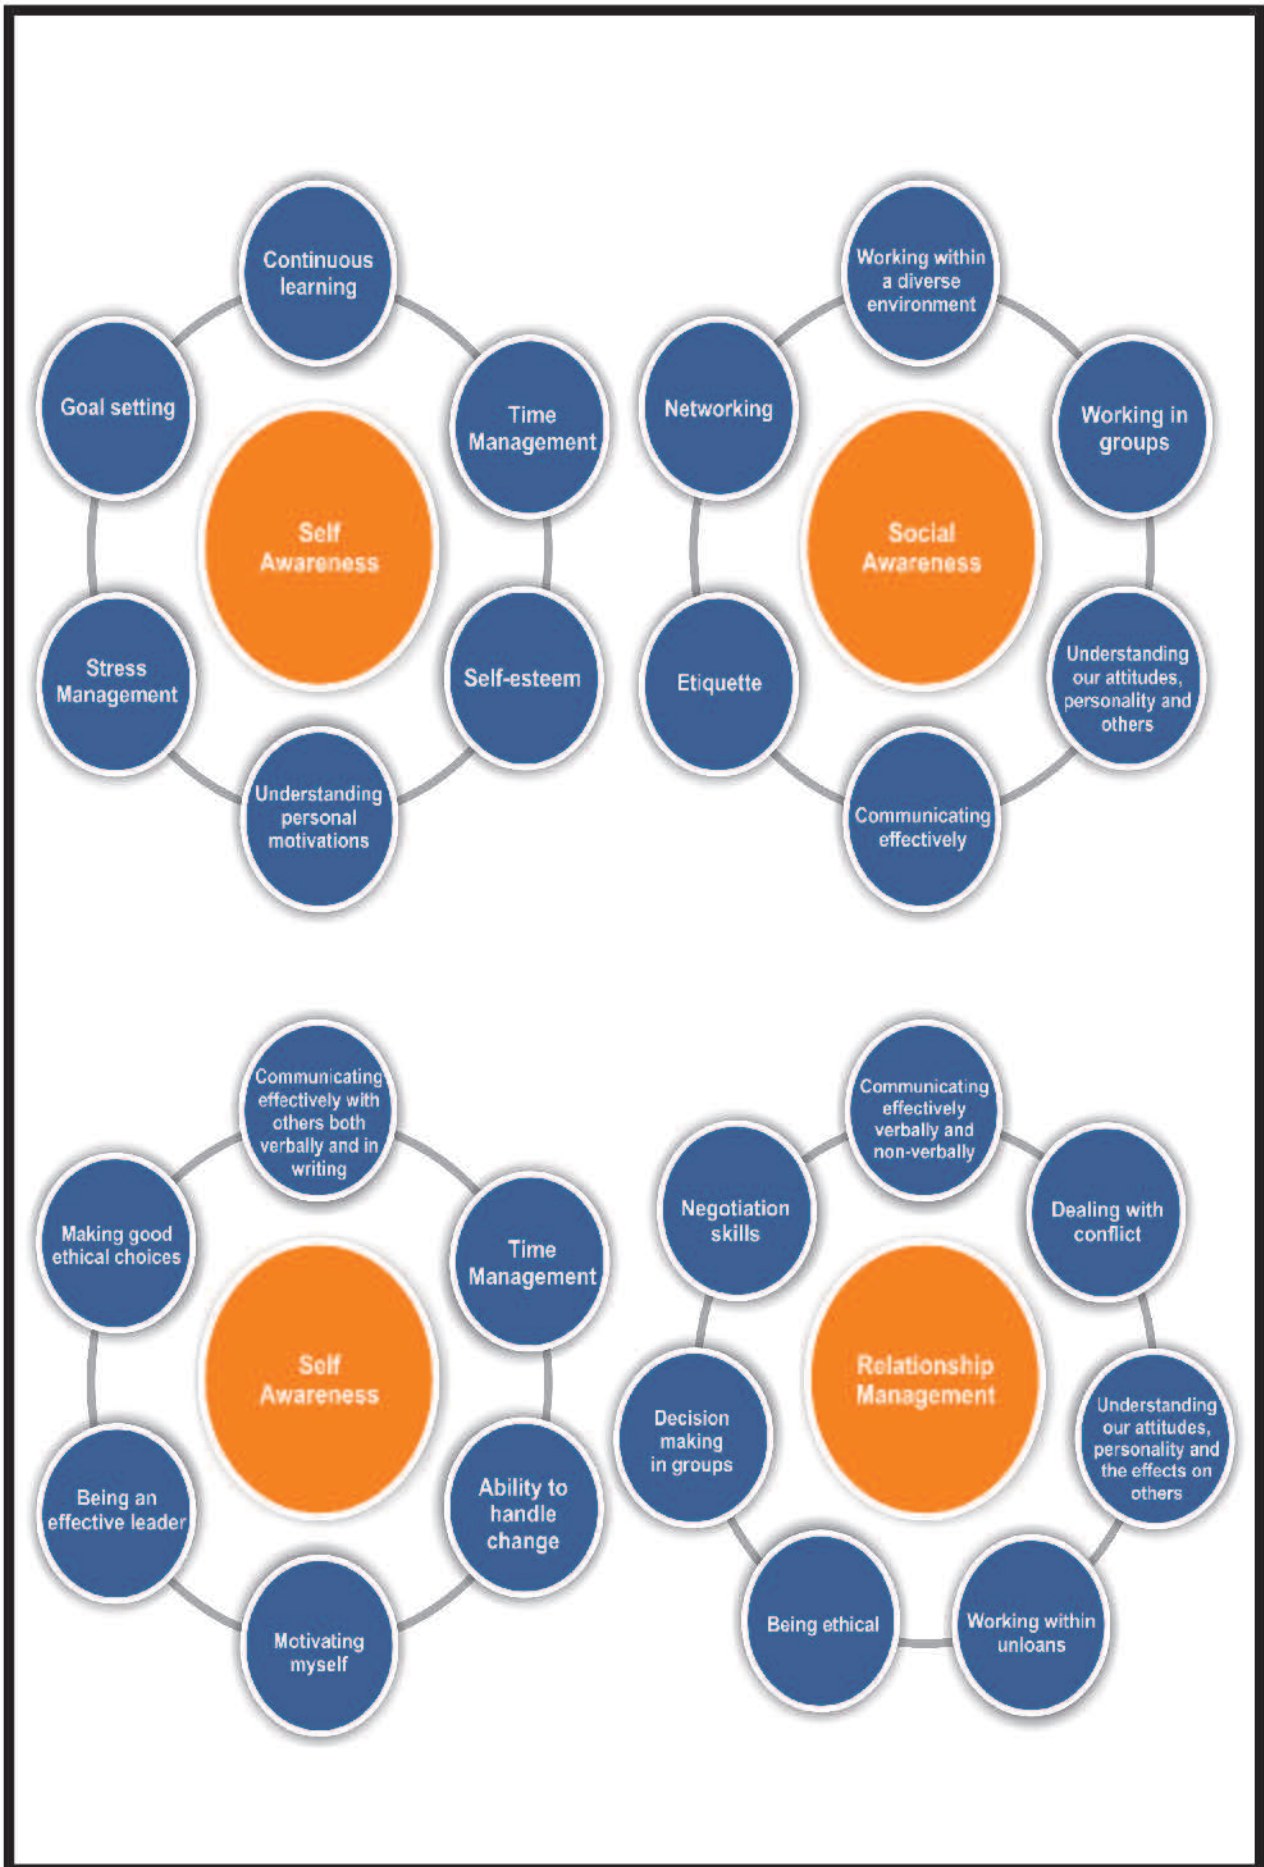 Continuous
learning
Goal setting
Time
Management
Self
Awareness
Stress
Management
Self-esteem
Understanding
personal
motivations
Working within
a diverse
environment
Networking
Working in
groups
Social
Awareness
Etiquette
Understanding
our attitudes,
personality and
others
Communicating
effectively
Communicating
effectively with
others both
verbally and in
writing
Making good
ethical choices
Time
Management
Self
Awareness
Being an
effective leader
Ability to
handle
change
Motivating
myself
Communicating
effectively
verbally and
non-verbally
Negotiation
skills
Dealing with
conflict
Relationship
Management
Decision
making
in groups
Understanding
our attitudes,
personality and
the effects on
others
Being ethical
Working within
unloans